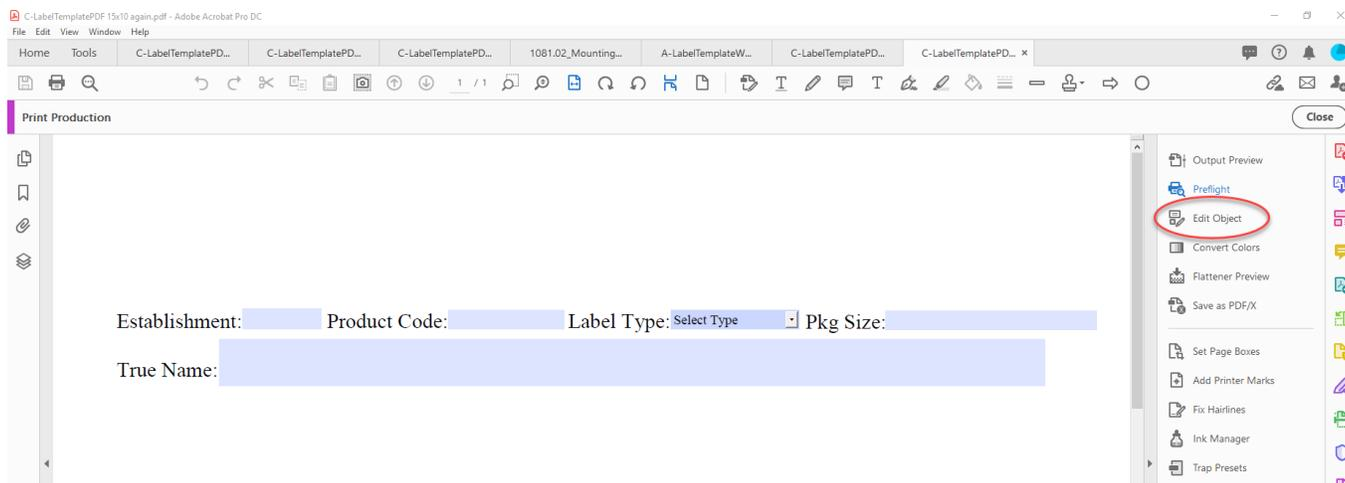 C-LabelTemplatePDF 15x10 again.pdf - Adobe Acrobat Pro DC
File Edit View Window Help
Home Tools C-LabelTemplatePD... C-LabelTemplatePD... C-LabelTemplatePD... 1081.02_Mounting... A-LabelTemplateW... C-LabelTemplatePD... C-LabelTemplatePD... ×
1 / 1
Print Production Close
Output Preview
Preflight
Edit Object
Convert Colors
Flattener Preview
Save as PDF/X
Establishment: Product Code: Label Type: Select Type Pkg Size:
True Name:
Set Page Boxes
Add Printer Marks
Fix Hairlines
Ink Manager
Trap Presets